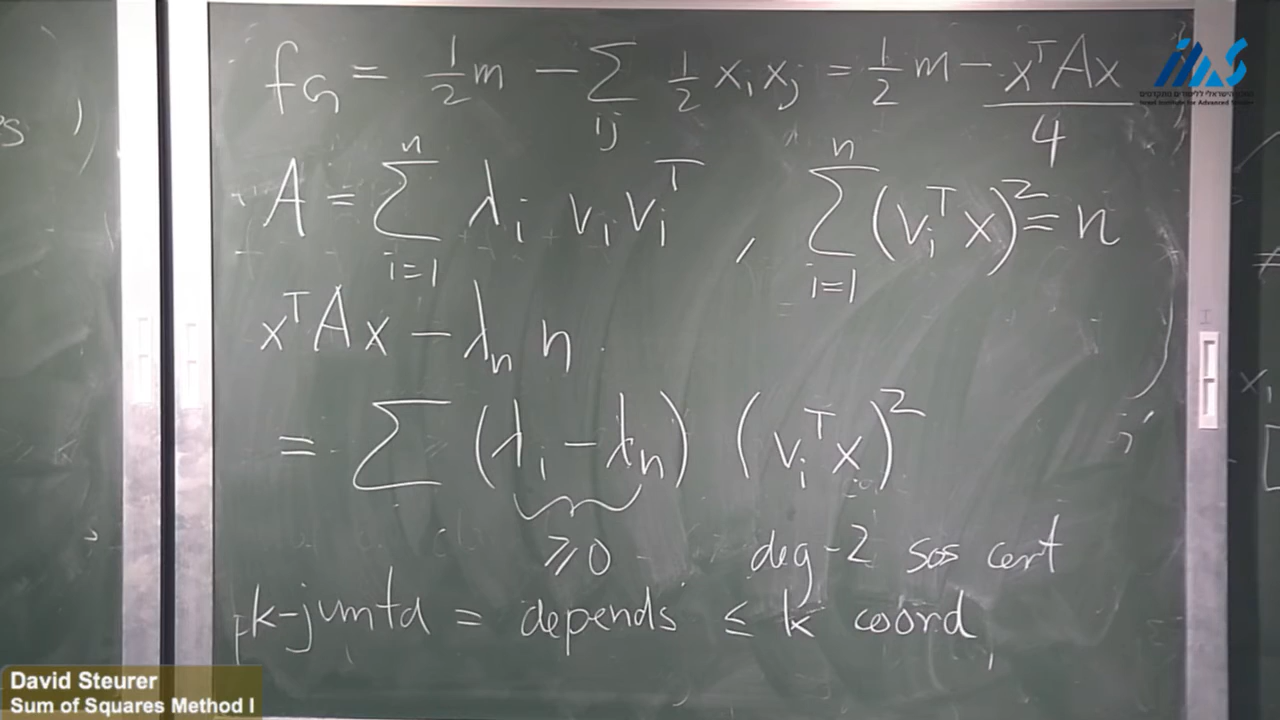 f_G = 1/2 m - Σ_{ij} 1/2 x_i x_j = 1/2 m - x^T A x / 4
A = Σ_{i=1}^{n} λ_i v_i v_i^T , Σ_{i=1}^{n} (v_i^T x)^2 = n
x^T A x - λ_n n
= Σ (λ_i - λ_n) (v_i^T x)^2
≥ 0 deg-2 sos cert
k-junta = depends ≤ k coord
David Steurer
Sum of Squares Method I